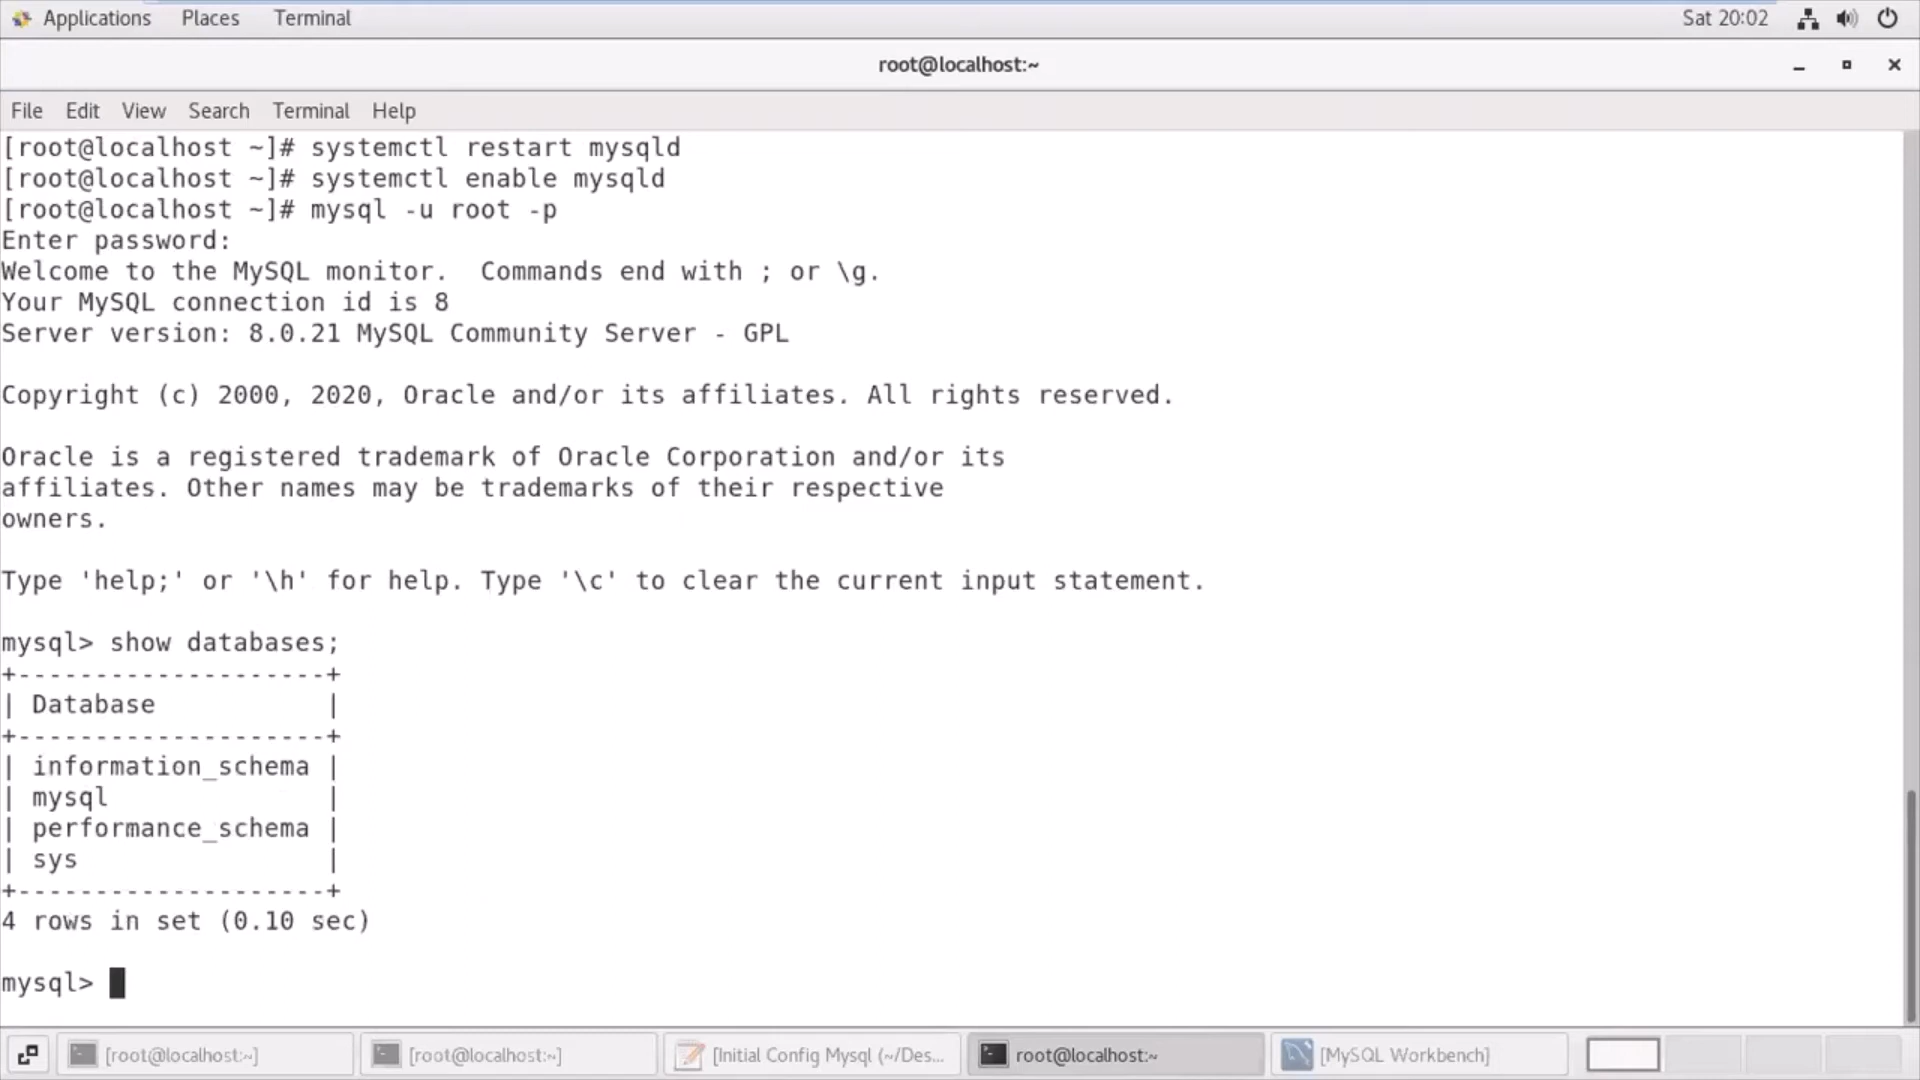 Applications Places Terminal Sat 20:02
root@localhost:~
File Edit View Search Terminal Help
[root@localhost ~]# systemctl restart mysqld
[root@localhost ~]# systemctl enable mysqld
[root@localhost ~]# mysql -u root -p
Enter password:
Welcome to the MySQL monitor.  Commands end with ; or \g.
Your MySQL connection id is 8
Server version: 8.0.21 MySQL Community Server - GPL
Copyright (c) 2000, 2020, Oracle and/or its affiliates. All rights reserved.
Oracle is a registered trademark of Oracle Corporation and/or its
affiliates. Other names may be trademarks of their respective
owners.
Type 'help;' or '\h' for help. Type '\c' to clear the current input statement.
mysql> show databases;
+--------------------+
| Database           |
+--------------------+
| information_schema |
| mysql              |
| performance_schema |
| sys                |
+--------------------+
4 rows in set (0.10 sec)
mysql>
[root@localhost:~] [root@localhost:~] [Initial Config Mysql (~/Des... root@localhost:~ [MySQL Workbench]